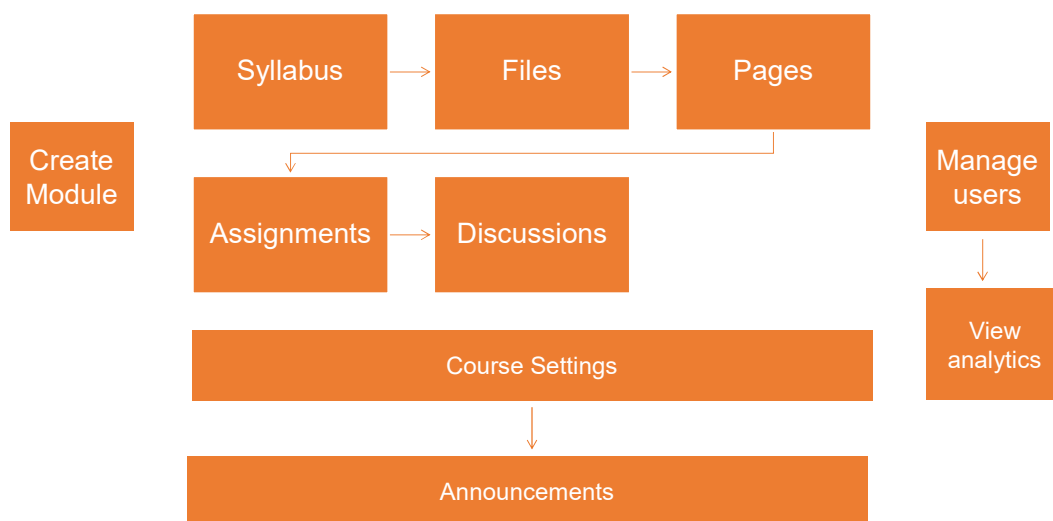 Syllabus
Files
Pages
Create
Module
Manage
users
Assignments
Discussions
View
analytics
Course Settings
Announcements